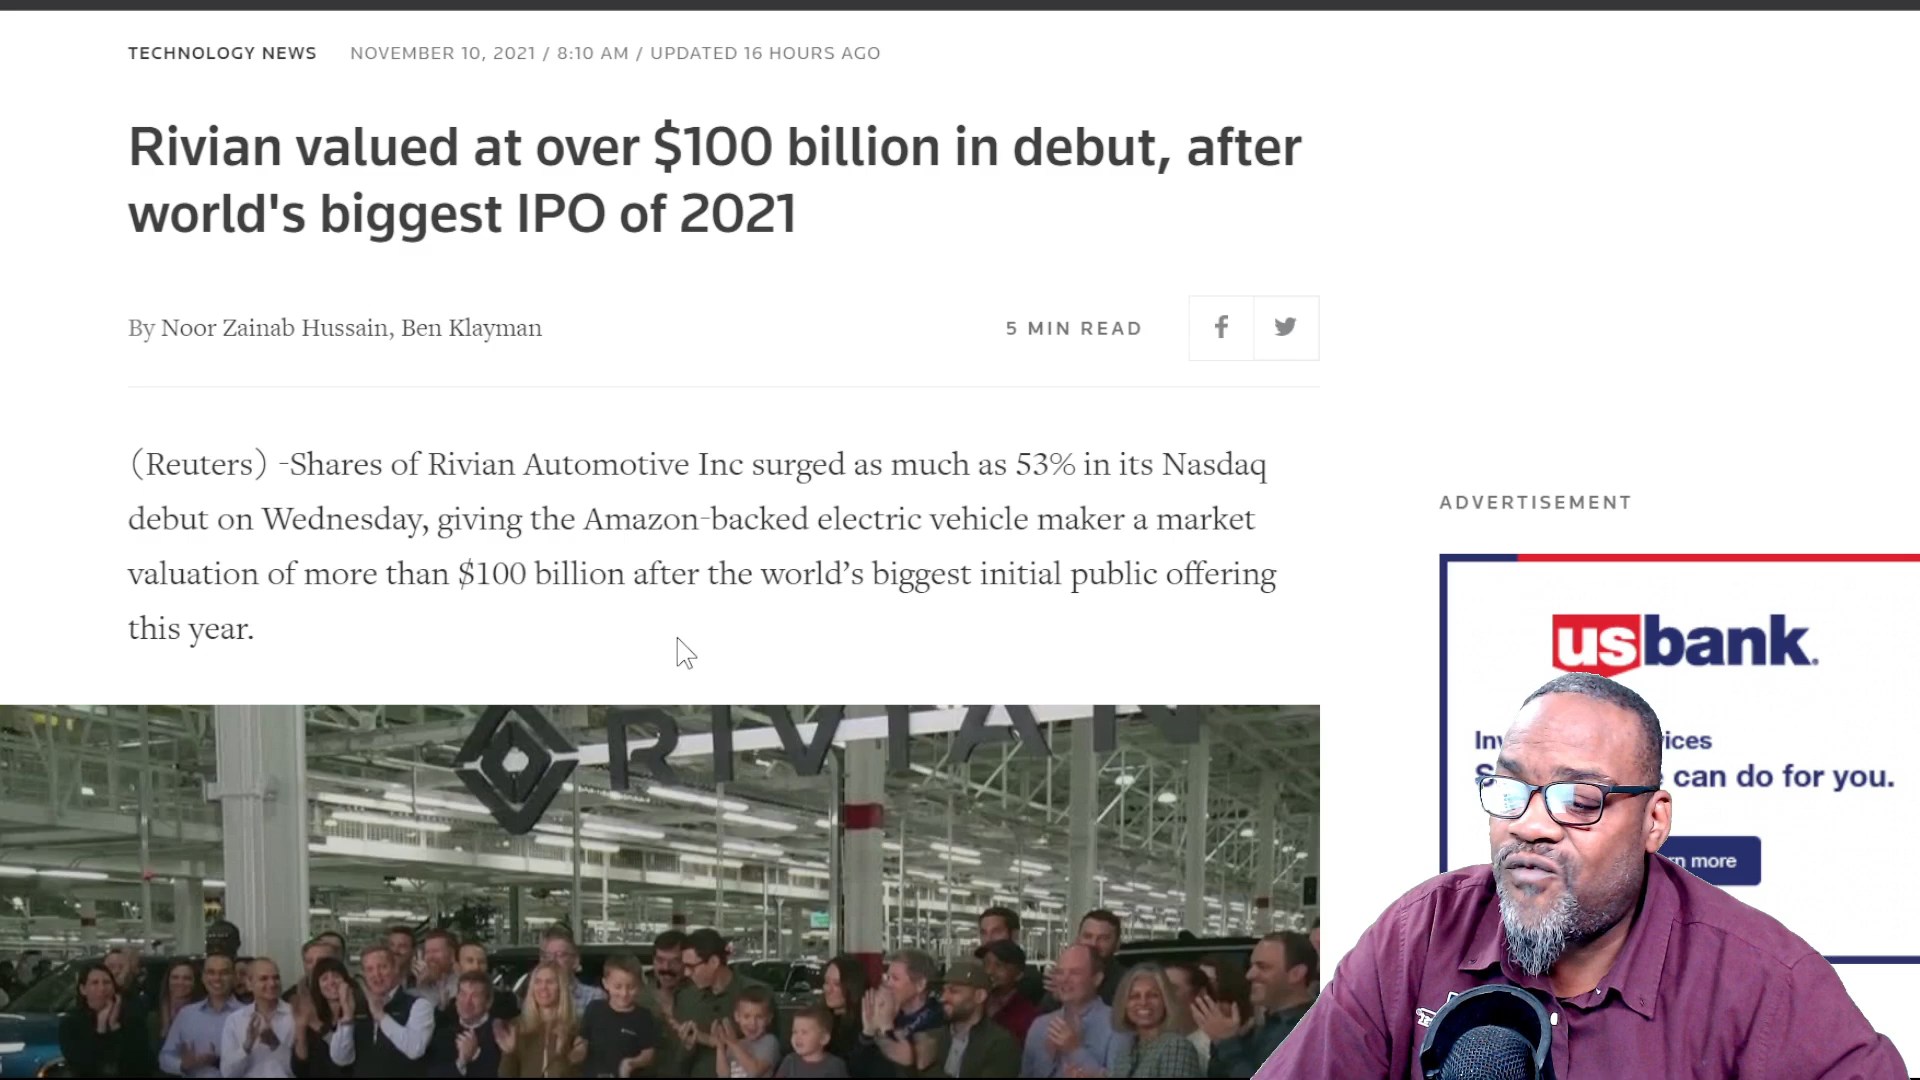 TECHNOLOGY NEWS NOVEMBER 10, 2021 / 8:10 AM / UPDATED 16 HOURS AGO
Rivian valued at over $100 billion in debut, after
world's biggest IPO of 2021
By Noor Zainab Hussain, Ben Klayman
5 MIN READ
(Reuters) -Shares of Rivian Automotive Inc surged as much as 53% in its Nasdaq
debut on Wednesday, giving the Amazon-backed electric vehicle maker a market
valuation of more than $100 billion after the world’s biggest initial public offering
this year.
RIVIAN
ADVERTISEMENT
usbank.
can do for you.
more